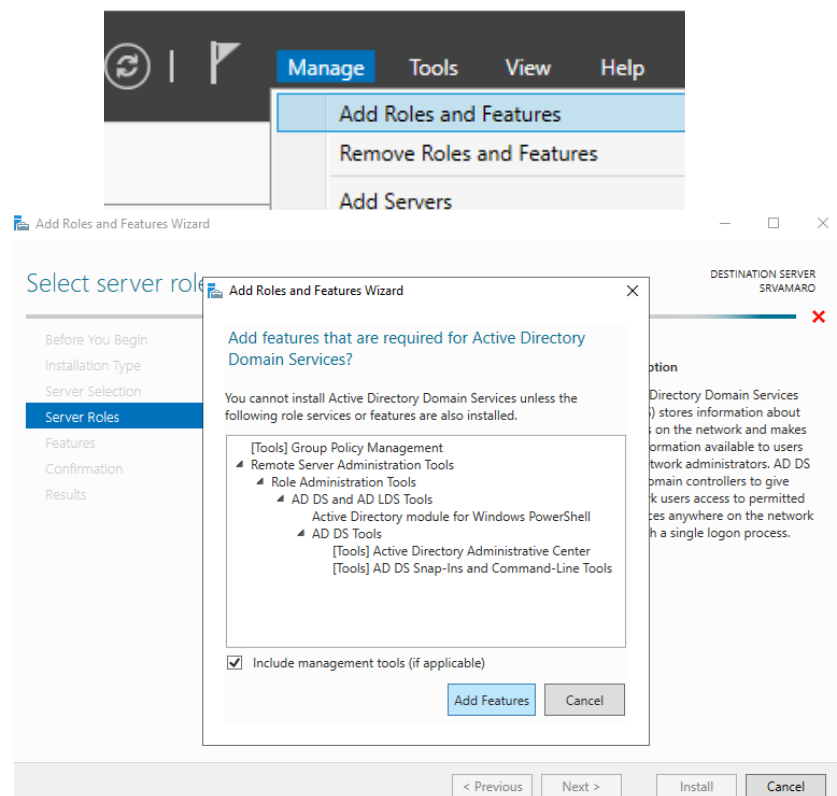 Manage Tools View Help
Add Roles and Features
Remove Roles and Features
Add Servers
Add Roles and Features Wizard
Select server role
DESTINATION SERVER
SRVAMARO
Before You Begin
Installation Type
Server Selection
Server Roles
Features
Confirmation
Results
Add Roles and Features Wizard
Add features that are required for Active Directory
Domain Services?
You cannot install Active Directory Domain Services unless the
following role services or features are also installed.
[Tools] Group Policy Management
Remote Server Administration Tools
Role Administration Tools
AD DS and AD LDS Tools
Active Directory module for Windows PowerShell
AD DS Tools
[Tools] Active Directory Administrative Center
[Tools] AD DS Snap-Ins and Command-Line Tools
Include management tools (if applicable)
Add Features Cancel
ption
Directory Domain Services
) stores information about
s on the network and makes
ormation available to users
twork administrators. AD DS
omain controllers to give
rk users access to permitted
ces anywhere on the network
h a single logon process.
< Previous Next > Install Cancel